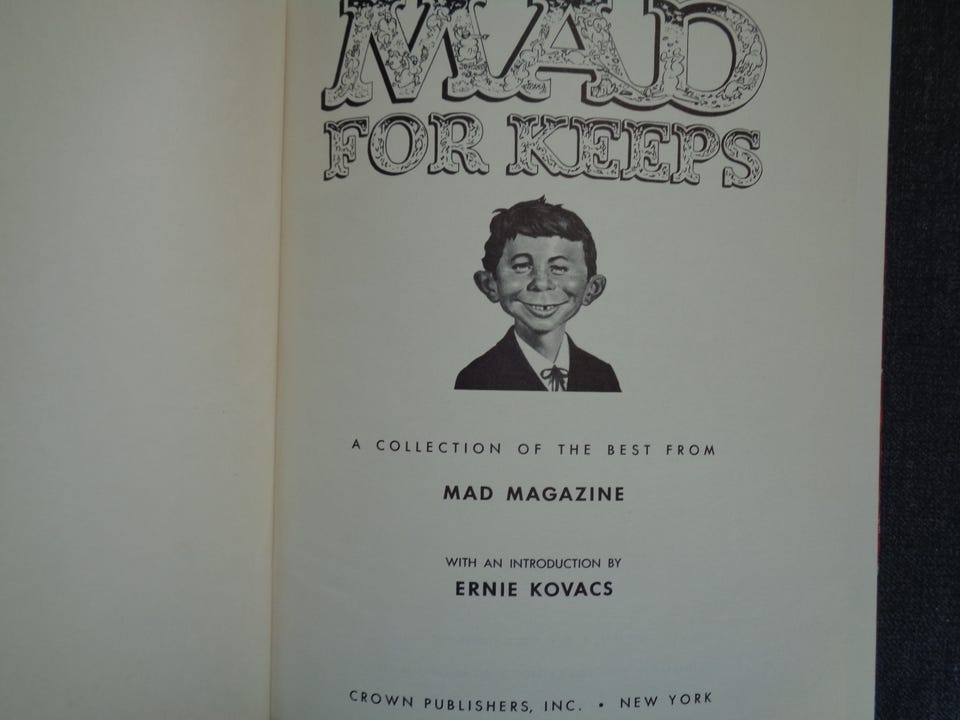 MAD
FOR KEEPS
A COLLECTION OF THE BEST FROM
MAD MAGAZINE
WITH AN INTRODUCTION BY
ERNIE KOVACS
CROWN PUBLISHERS, INC. • NEW YORK